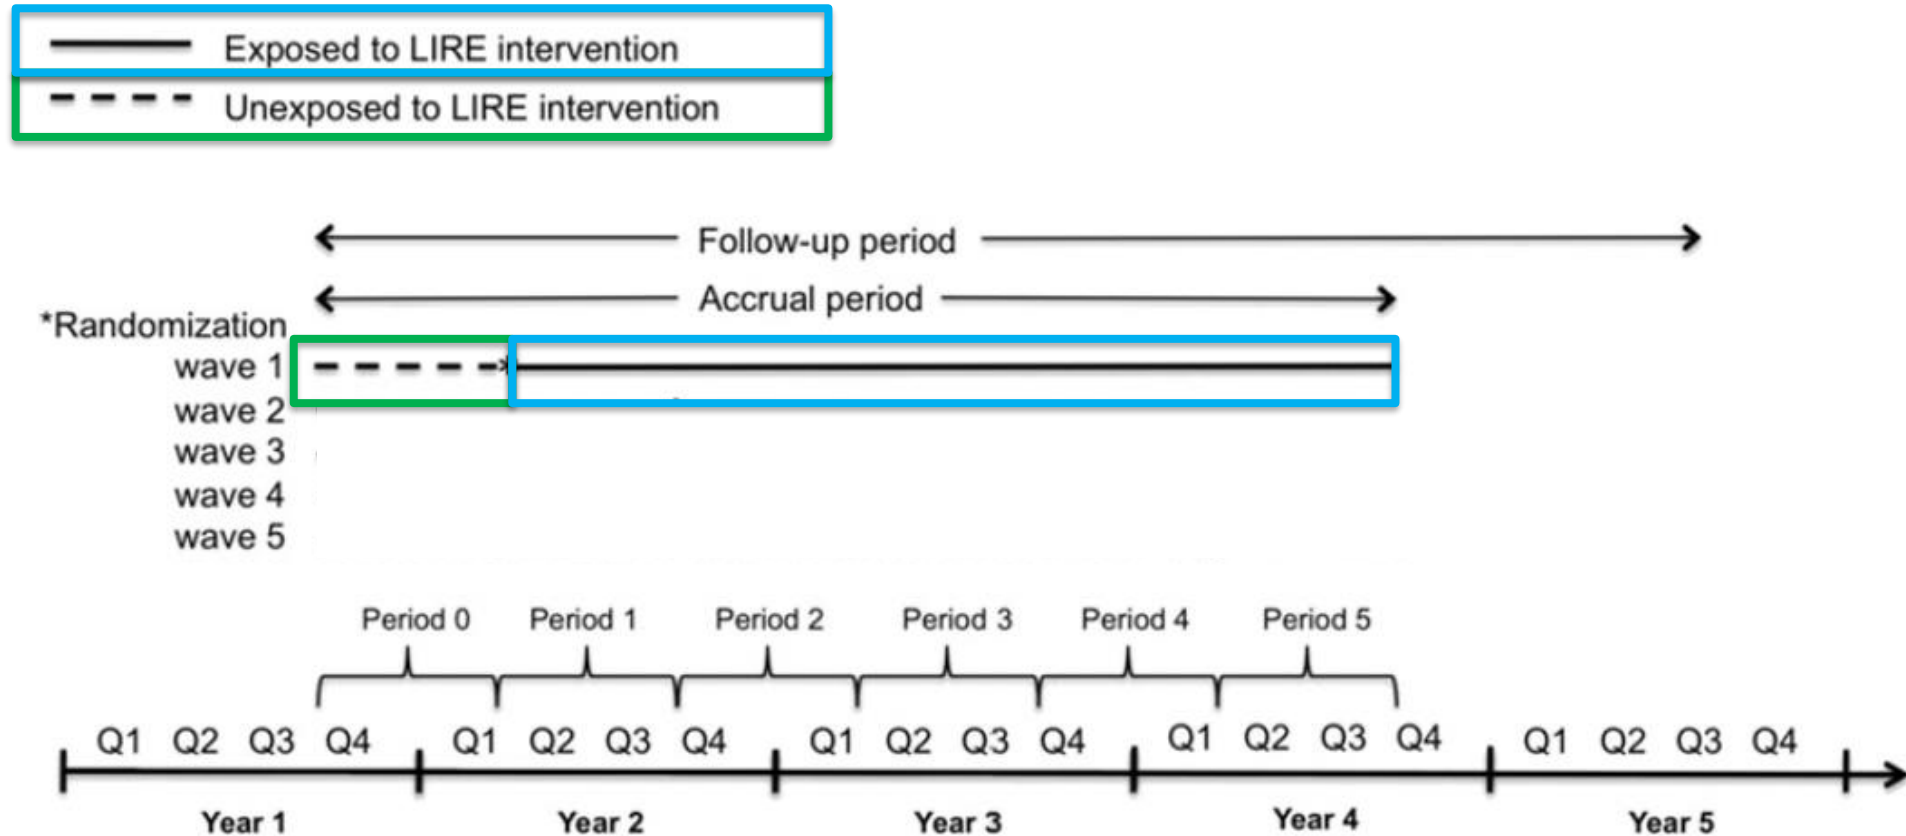 Exposed to LIRE intervention
Unexposed to LIRE intervention
Follow-up period
Accrual period
*Randomization
wave 1
wave 2
wave 3
wave 4
wave 5
Period 0 Period 1 Period 2 Period 3 Period 4 Period 5
Q1 Q2 Q3 Q4 Q1 Q2 Q3 Q4 Q1 Q2 Q3 Q4 Q1 Q2 Q3 Q4 Q1 Q2 Q3 Q4
Year 1 Year 2 Year 3 Year 4 Year 5